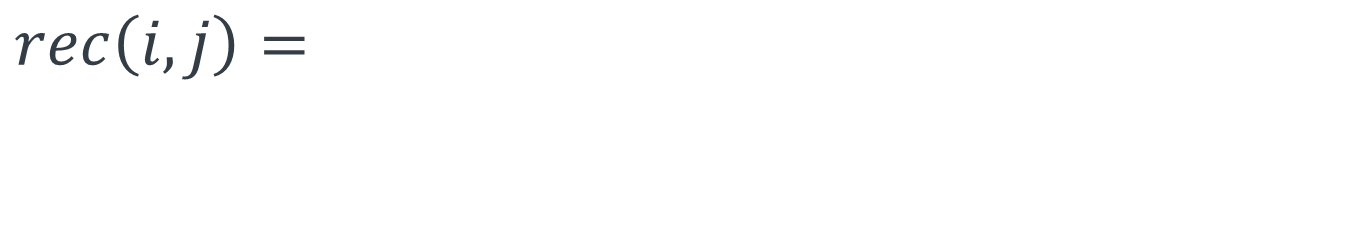 rec(i, j) =